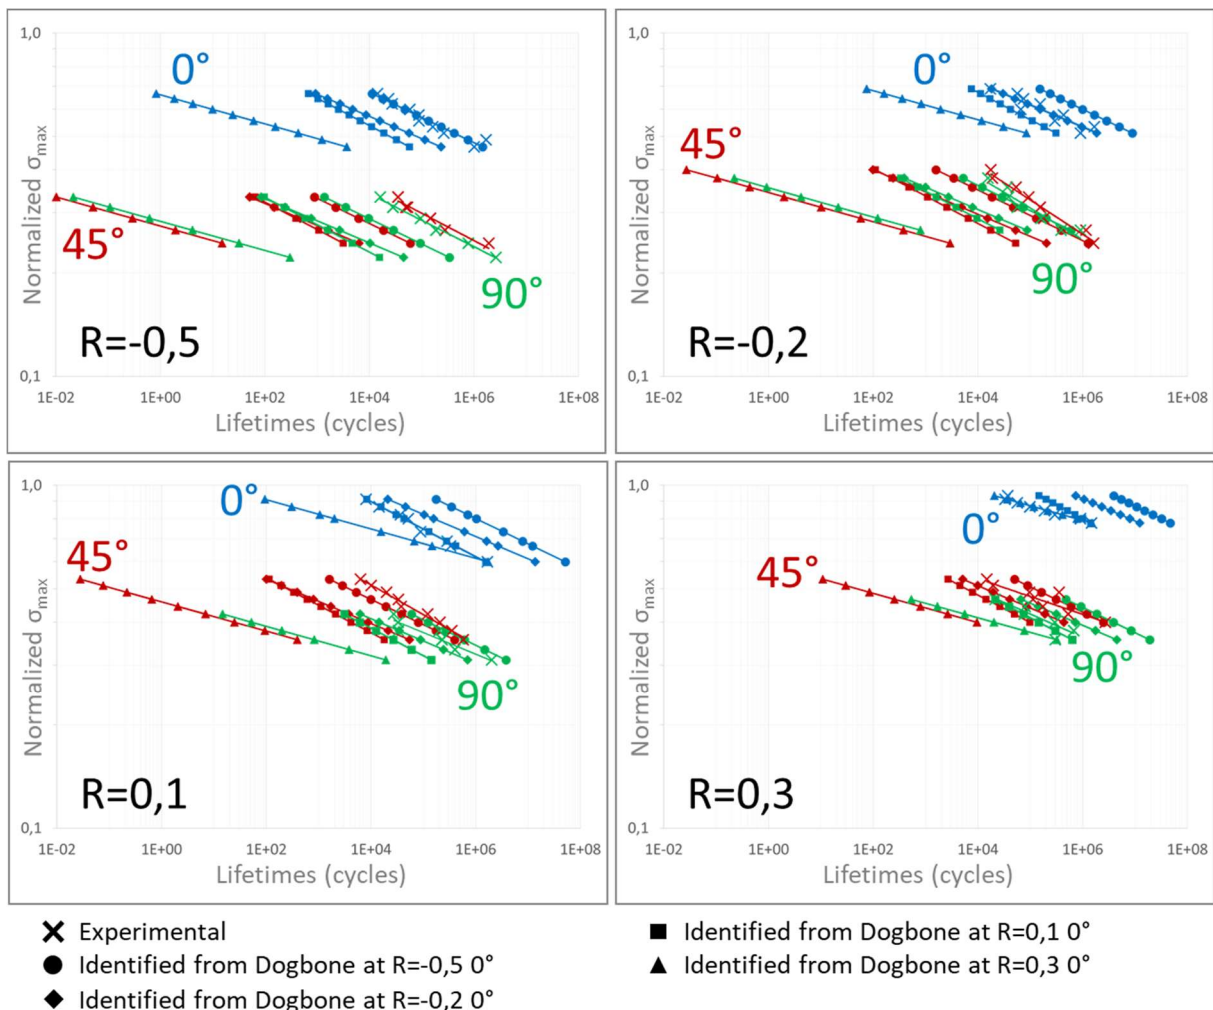 1,0
0°
45°
90°
R=-0,5
0,1
Normalized σmax
1E-02 1E+00 1E+02 1E+04 1E+06 1E+08
Lifetimes (cycles)
1,0
0°
45°
90°
R=-0,2
0,1
Normalized σmax
1E-02 1E+00 1E+02 1E+04 1E+06 1E+08
Lifetimes (cycles)
1,0
0°
45°
90°
R=0,1
0,1
Normalized σmax
1E-02 1E+00 1E+02 1E+04 1E+06 1E+08
Lifetimes (cycles)
1,0
0°
45°
90°
R=0,3
0,1
Normalized σmax
1E-02 1E+00 1E+02 1E+04 1E+06 1E+08
Lifetimes (cycles)
Experimental
Identified from Dogbone at R=-0,5 0°
Identified from Dogbone at R=-0,2 0°
Identified from Dogbone at R=0,1 0°
Identified from Dogbone at R=0,3 0°